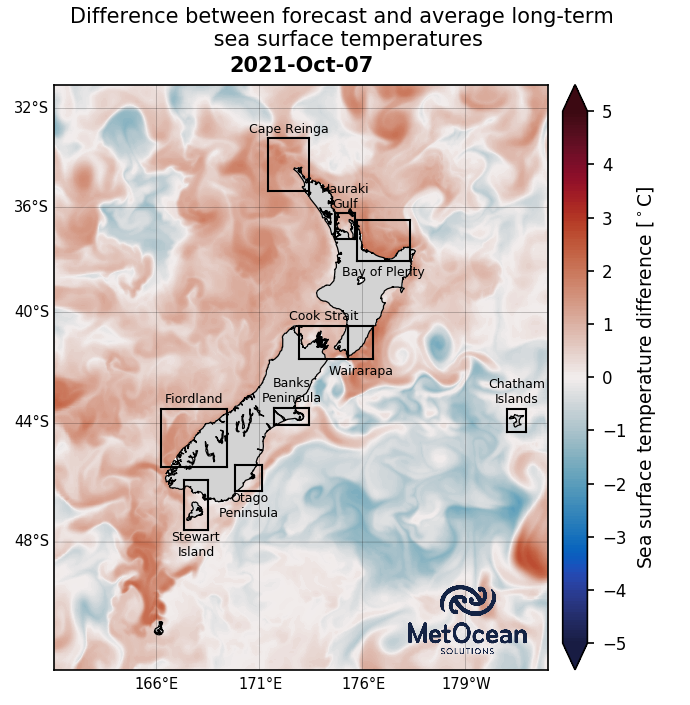 Difference between forecast and average long-term
sea surface temperatures
2021-Oct-07
32°S
36°S
40°S
44°S
48°S
Cape Reinga
Hauraki
Gulf
Bay of Plenty
Cook Strait
Wairarapa
Banks
Peninsula
Fiordland
Chatham
Islands
Otago
Peninsula
Stewart
Island
MetOcean
SOLUTIONS
166°E
171°E
176°E
179°W
5
4
3
2
1
0
−1
−2
−3
−4
−5
Sea surface temperature difference [°C]